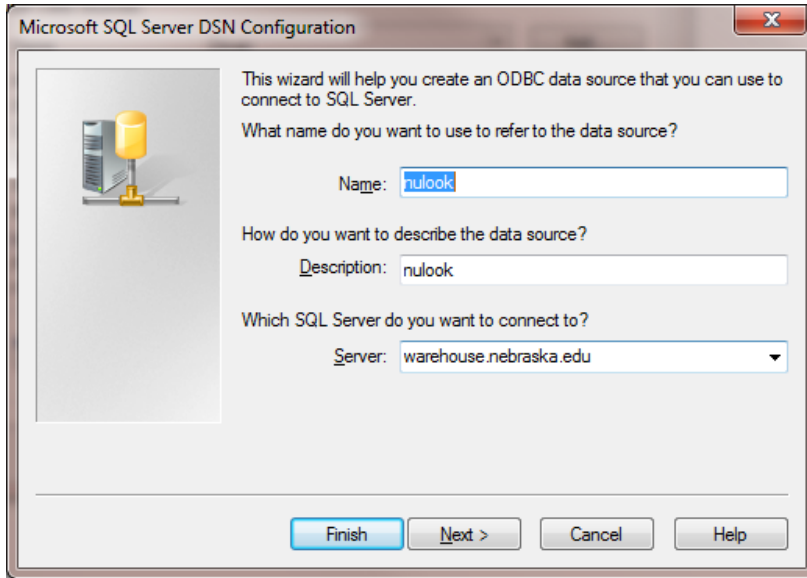 Microsoft SQL Server DSN Configuration
This wizard will help you create an ODBC data source that you can use to
connect to SQL Server.
What name do you want to use to refer to the data source?
Name: nulook
How do you want to describe the data source?
Description: nulook
Which SQL Server do you want to connect to?
Server: warehouse.nebraska.edu
Finish Next > Cancel Help